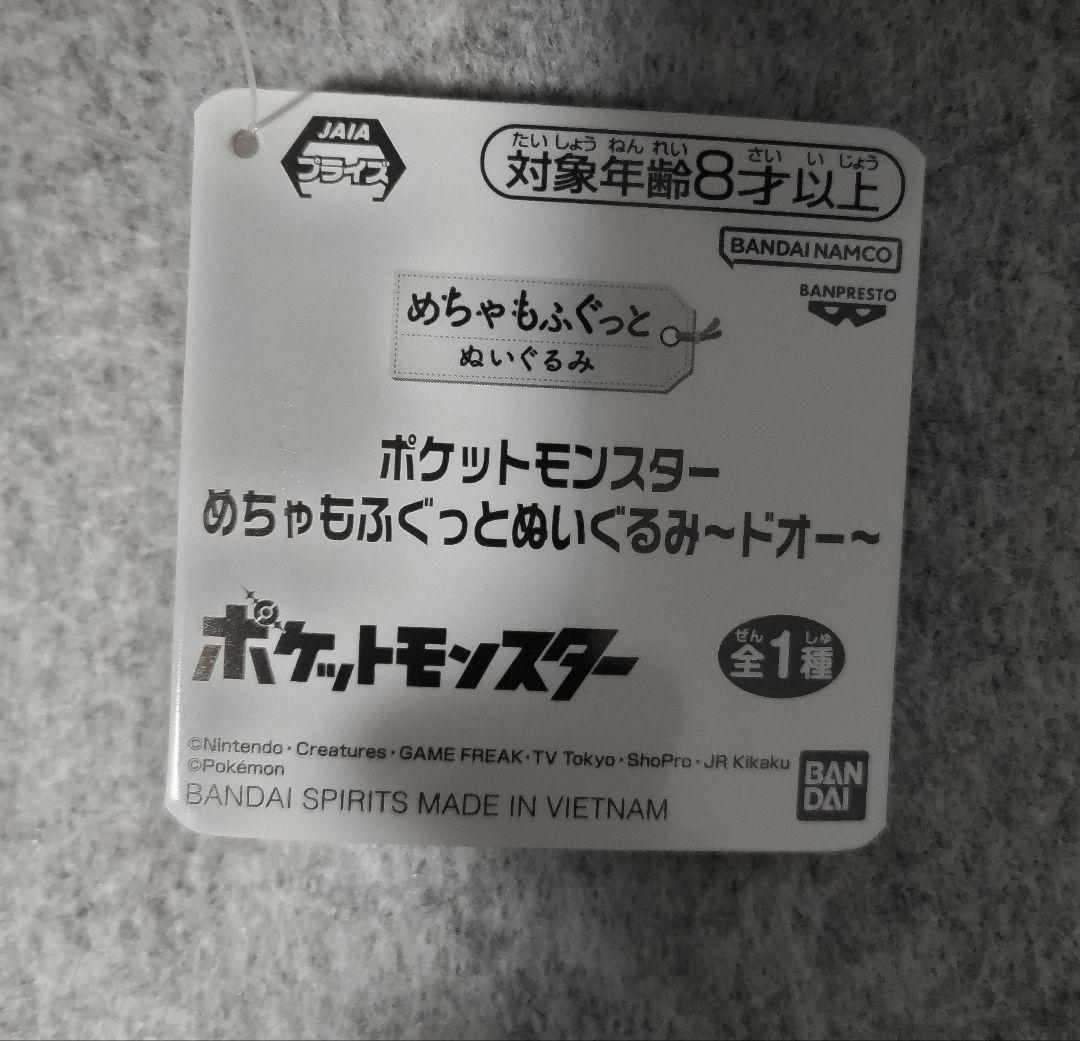 JAIA
プライズ
たいしょうねんれい さい い じょう
対象年齢8才以上
BANDAI NAMCO
BANPRESTO
めちゃもふぐっと
ぬいぐるみ
ポケットモンスター
めちゃもふぐっとぬいぐるみ〜ドオー〜
ポケットモンスター
ぜん しゅ
全1種
©Nintendo・Creatures・GAME FREAK・TV Tokyo・ShoPro・JR Kikaku
©Pokémon
BANDAI SPIRITS MADE IN VIETNAM
BAN
DAI